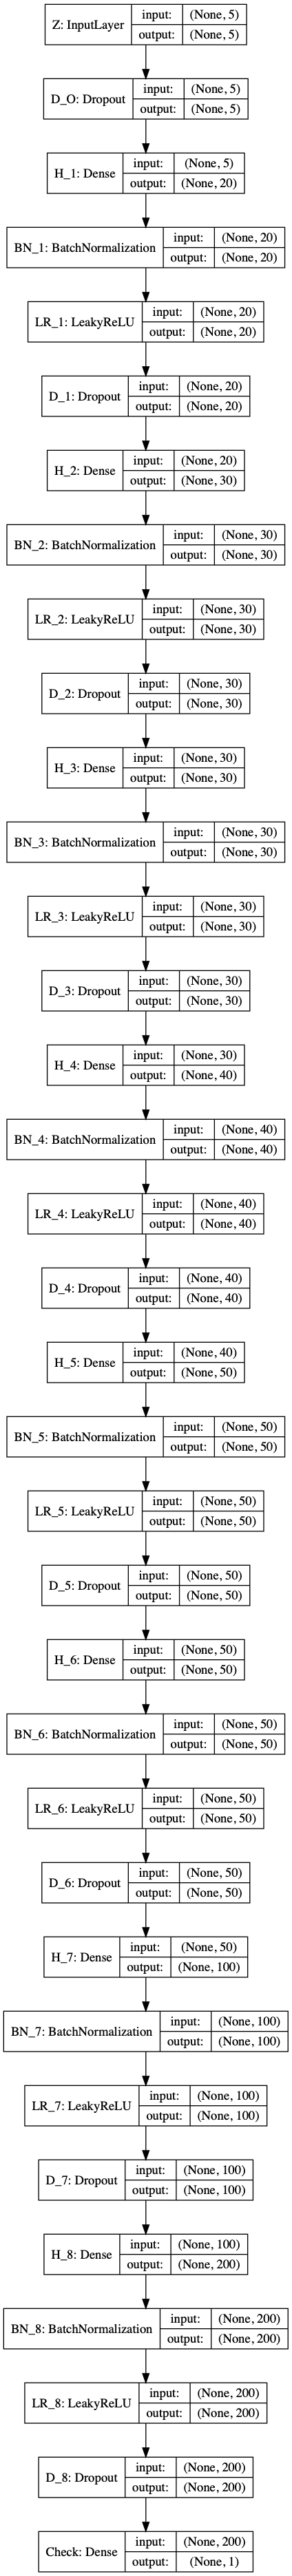 Z: InputLayer input: (None, 5)
output: (None, 5)
D_O: Dropout input: (None, 5)
output: (None, 5)
H_1: Dense input: (None, 5)
output: (None, 20)
BN_1: BatchNormalization input: (None, 20)
output: (None, 20)
LR_1: LeakyReLU input: (None, 20)
output: (None, 20)
D_1: Dropout input: (None, 20)
output: (None, 20)
H_2: Dense input: (None, 20)
output: (None, 30)
BN_2: BatchNormalization input: (None, 30)
output: (None, 30)
LR_2: LeakyReLU input: (None, 30)
output: (None, 30)
D_2: Dropout input: (None, 30)
output: (None, 30)
H_3: Dense input: (None, 30)
output: (None, 30)
BN_3: BatchNormalization input: (None, 30)
output: (None, 30)
LR_3: LeakyReLU input: (None, 30)
output: (None, 30)
D_3: Dropout input: (None, 30)
output: (None, 30)
H_4: Dense input: (None, 30)
output: (None, 40)
BN_4: BatchNormalization input: (None, 40)
output: (None, 40)
LR_4: LeakyReLU input: (None, 40)
output: (None, 40)
D_4: Dropout input: (None, 40)
output: (None, 40)
H_5: Dense input: (None, 40)
output: (None, 50)
BN_5: BatchNormalization input: (None, 50)
output: (None, 50)
LR_5: LeakyReLU input: (None, 50)
output: (None, 50)
D_5: Dropout input: (None, 50)
output: (None, 50)
H_6: Dense input: (None, 50)
output: (None, 50)
BN_6: BatchNormalization input: (None, 50)
output: (None, 50)
LR_6: LeakyReLU input: (None, 50)
output: (None, 50)
D_6: Dropout input: (None, 50)
output: (None, 50)
H_7: Dense input: (None, 50)
output: (None, 100)
BN_7: BatchNormalization input: (None, 100)
output: (None, 100)
LR_7: LeakyReLU input: (None, 100)
output: (None, 100)
D_7: Dropout input: (None, 100)
output: (None, 100)
H_8: Dense input: (None, 100)
output: (None, 200)
BN_8: BatchNormalization input: (None, 200)
output: (None, 200)
LR_8: LeakyReLU input: (None, 200)
output: (None, 200)
D_8: Dropout input: (None, 200)
output: (None, 200)
Check: Dense input: (None, 200)
output: (None, 1)